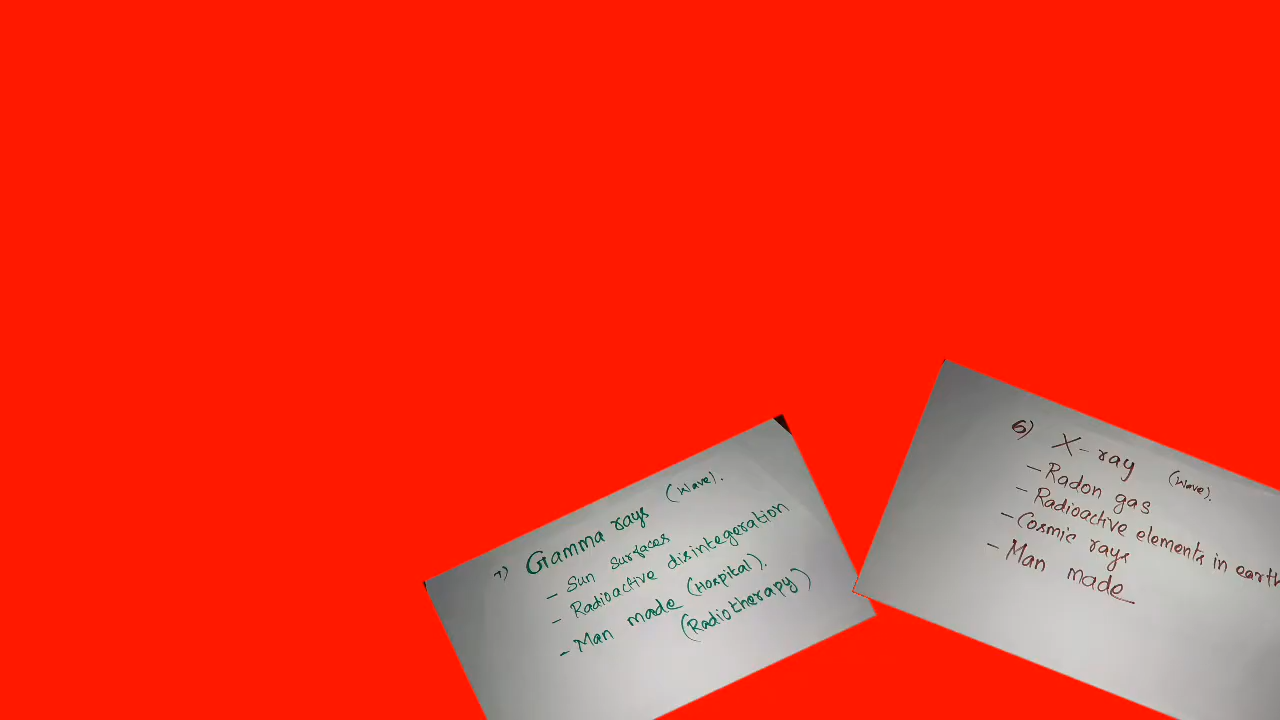 7) Gamma rays (Wave).
- Sun surfaces
- Radioactive disintegeration
- Man made (Hospital).
(Radiotherapy)
6) X-ray (Wave).
- Radon gas
- Radioactive elements in earth
- Cosmic rays
- Man made